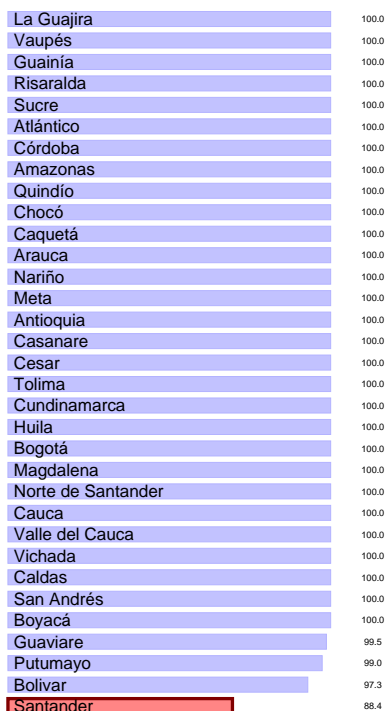 La Guajira 100.0
Vaupés 100.0
Guainía 100.0
Risaralda 100.0
Sucre 100.0
Atlántico 100.0
Córdoba 100.0
Amazonas 100.0
Quindío 100.0
Chocó 100.0
Caquetá 100.0
Arauca 100.0
Nariño 100.0
Meta 100.0
Antioquia 100.0
Casanare 100.0
Cesar 100.0
Tolima 100.0
Cundinamarca 100.0
Huila 100.0
Bogotá 100.0
Magdalena 100.0
Norte de Santander 100.0
Cauca 100.0
Valle del Cauca 100.0
Vichada 100.0
Caldas 100.0
San Andrés 100.0
Boyacá 100.0
Guaviare 99.5
Putumayo 99.0
Bolivar 97.3
Santander 88.4